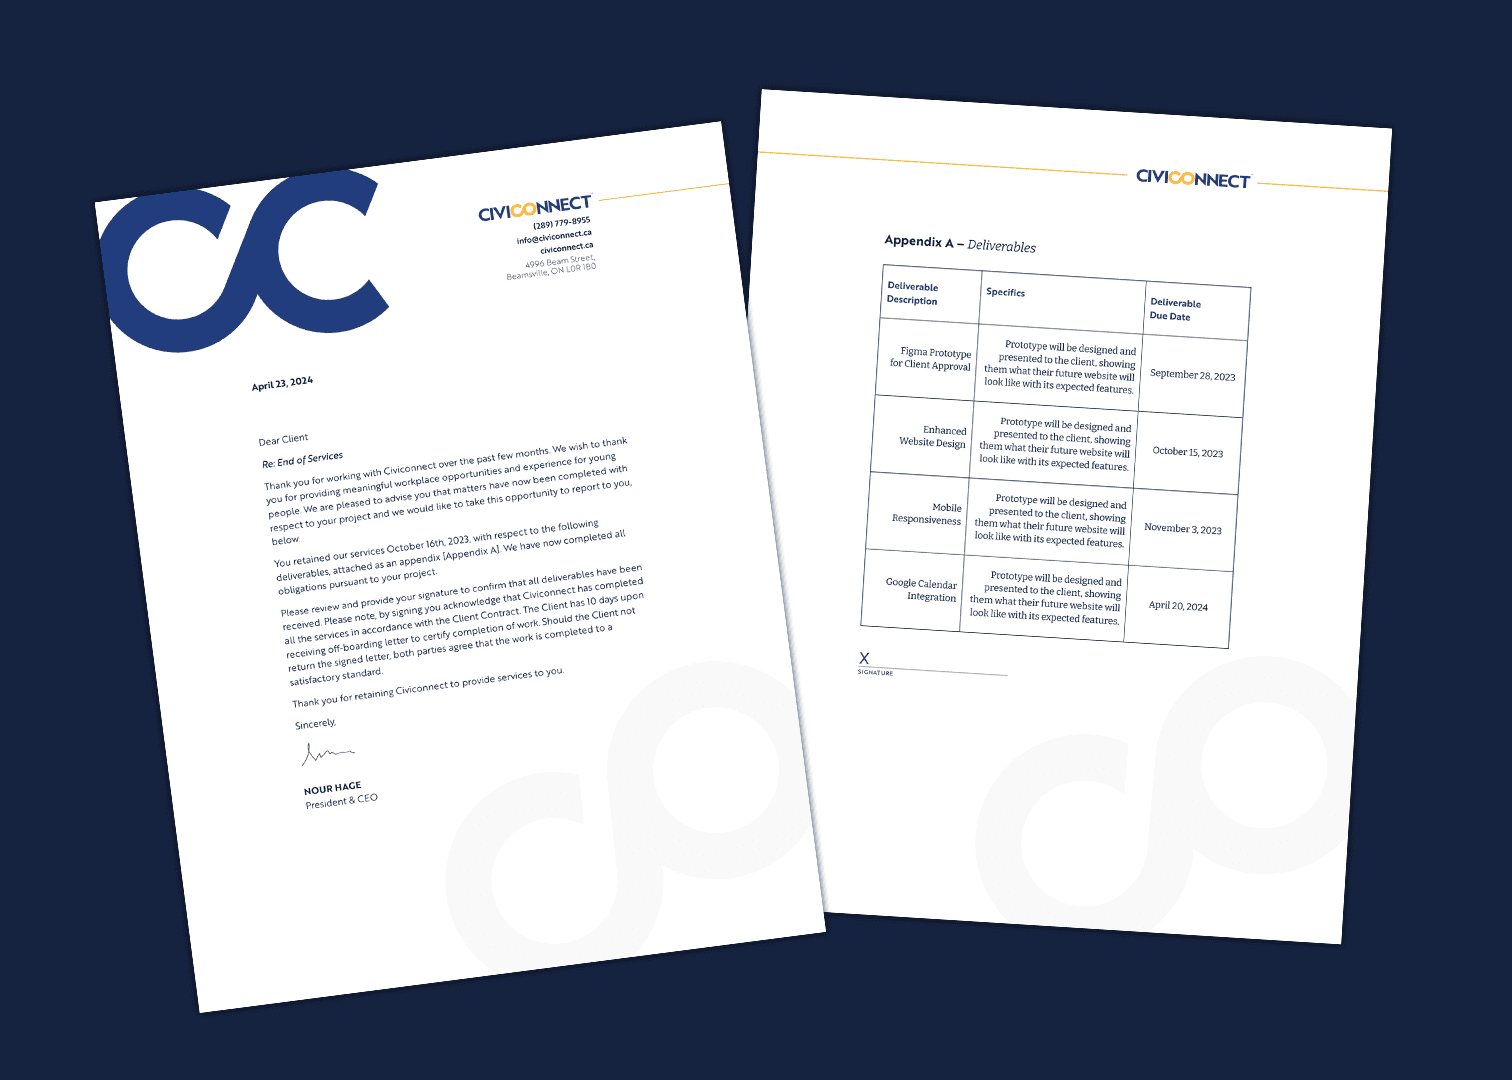 CIVICONNECT
(289) 779-8955
info@civiconnect.ca
civiconnect.ca
4996 Beam Street,
Beamsville, ON L0R 1B0
April 23, 2024
Dear Client
Re: End of Services
Thank you for working with Civiconnect over the past few months. We wish to thank
you for providing meaningful workplace opportunities and experience for young
people. We are pleased to advise you that matters have now been completed with
respect to your project and we would like to take this opportunity to report to you,
below.
You retained our services October 16th, 2023, with respect to the following
deliverables, attached as an appendix [Appendix A]. We have now completed all
obligations pursuant to your project.
Please review and provide your signature to confirm that all deliverables have been
received. Please note, by signing you acknowledge that Civiconnect has completed
all the services in accordance with the Client Contract. The Client has 10 days upon
receiving off-boarding letter to certify completion of work. Should the Client not
return the signed letter, both parties agree that the work is completed to a
satisfactory standard.
Thank you for retaining Civiconnect to provide services to you.
Sincerely,
NOUR HAGE
President & CEO
CIVICONNECT
Appendix A – Deliverables
Deliverable
Description
Specifics
Deliverable
Due Date
Figma Prototype
for Client Approval
Prototype will be designed and
presented to the client, showing
them what their future website will
look like with its expected features.
September 28, 2023
Enhanced
Website Design
Prototype will be designed and
presented to the client, showing
them what their future website will
look like with its expected features.
October 15, 2023
Mobile
Responsiveness
Prototype will be designed and
presented to the client, showing
them what their future website will
look like with its expected features.
November 3, 2023
Google Calendar
Integration
Prototype will be designed and
presented to the client, showing
them what their future website will
look like with its expected features.
April 20, 2024
X
SIGNATURE